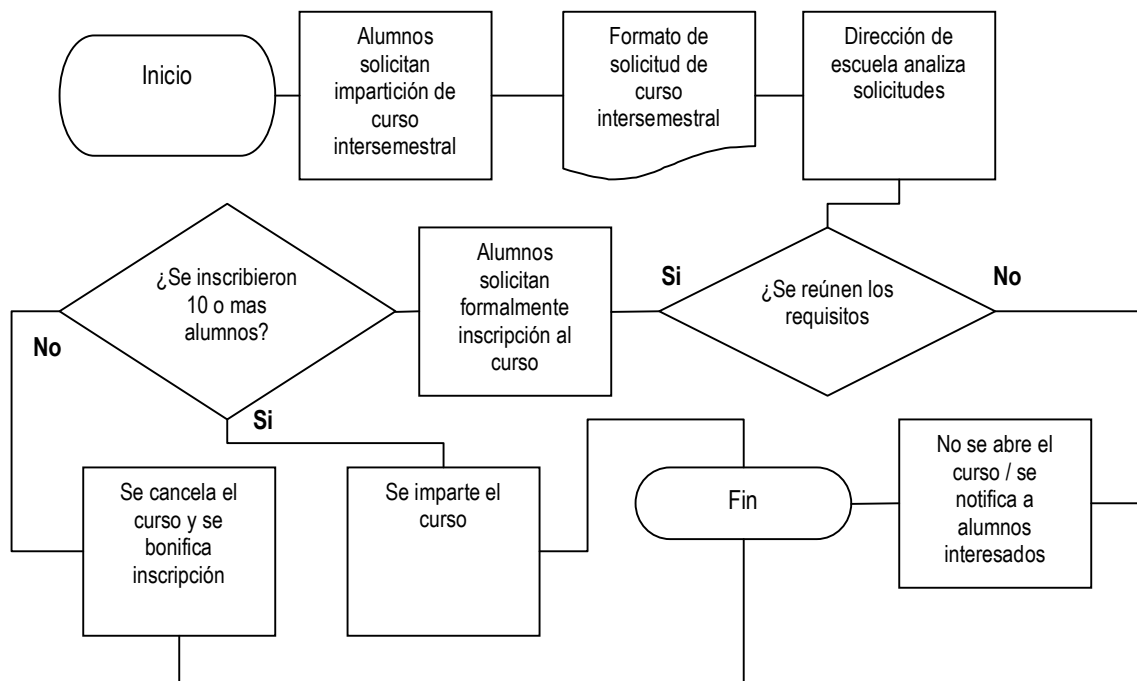 Inicio
Alumnos
solicitan
impartición de
curso
intersemestral
Formato de
solicitud de
curso
intersemestral
Dirección de
escuela analiza
solicitudes
¿Se inscribieron
10 o mas
alumnos?
No
Si
Alumnos
solicitan
formalmente
inscripción al
curso
Si
¿Se reúnen los
requisitos
No
Se cancela el
curso y se
bonifica
inscripción
Se imparte el
curso
Fin
No se abre el
curso / se
notifica a
alumnos
interesados